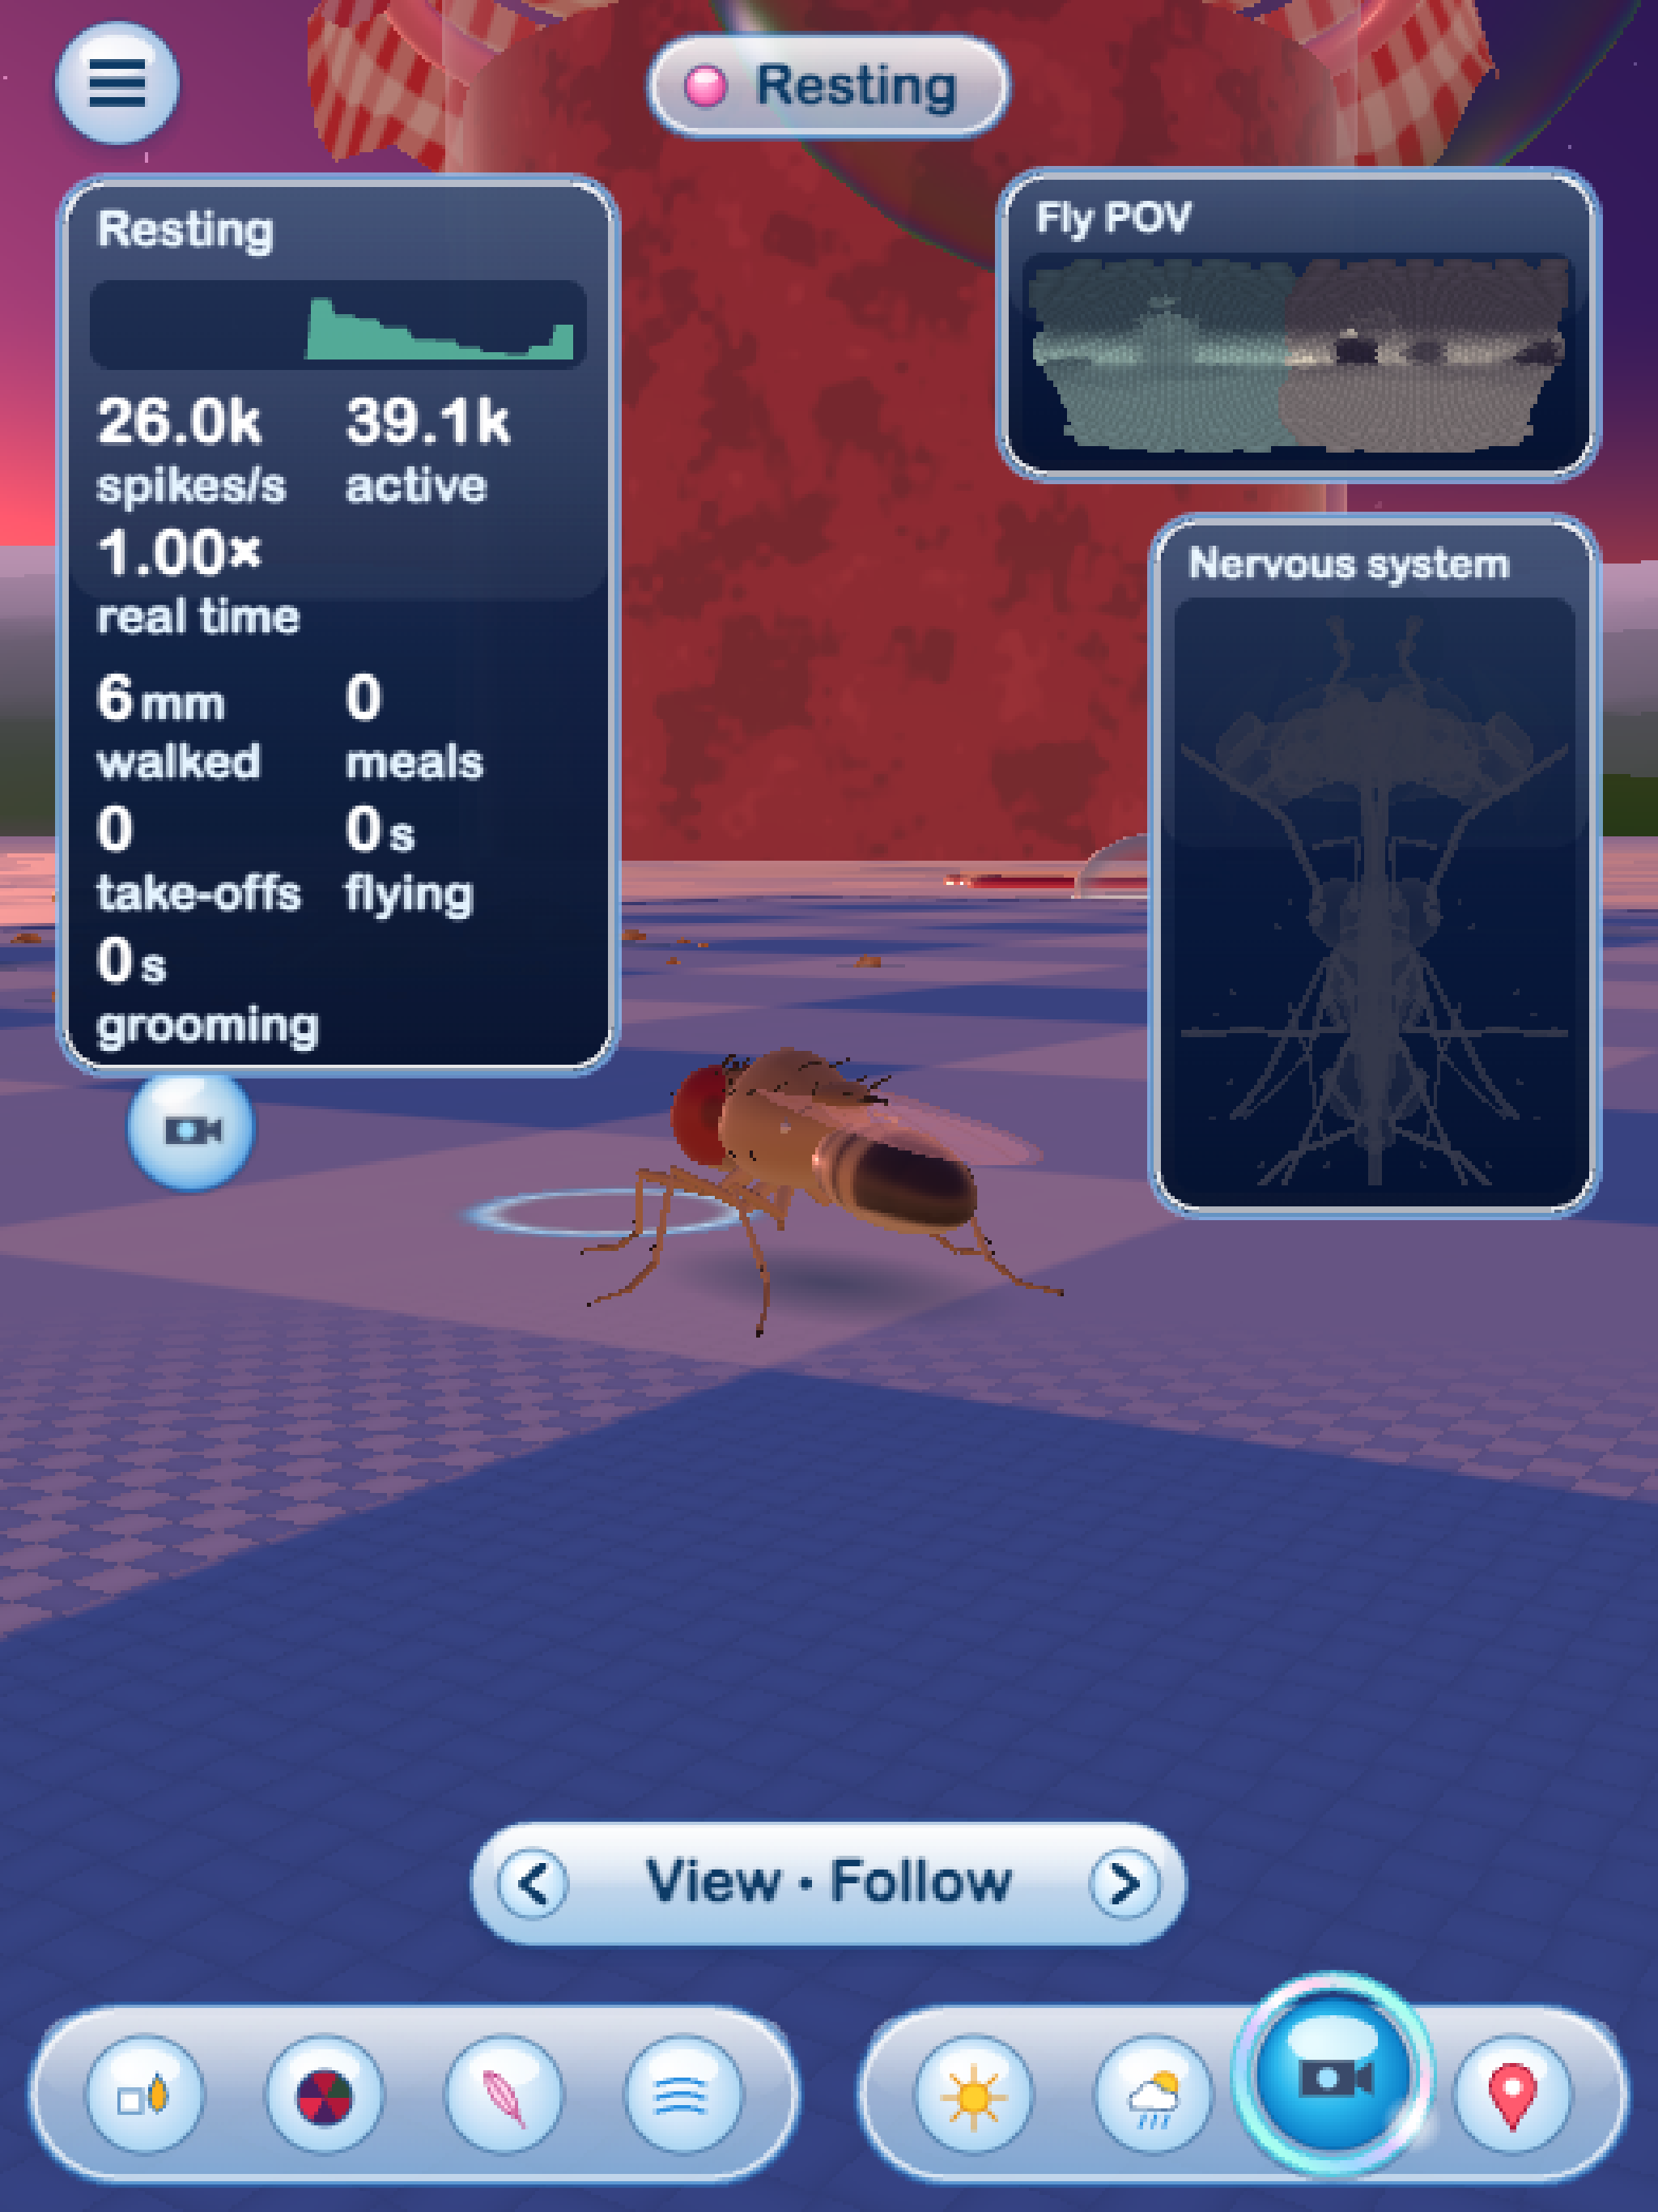 Resting
Resting
26.0k 39.1k
spikes/s active
1.00×
real time
6 mm 0
walked meals
0 0 s
take-offs flying
0 s
grooming
Fly POV
Nervous system
View · Follow